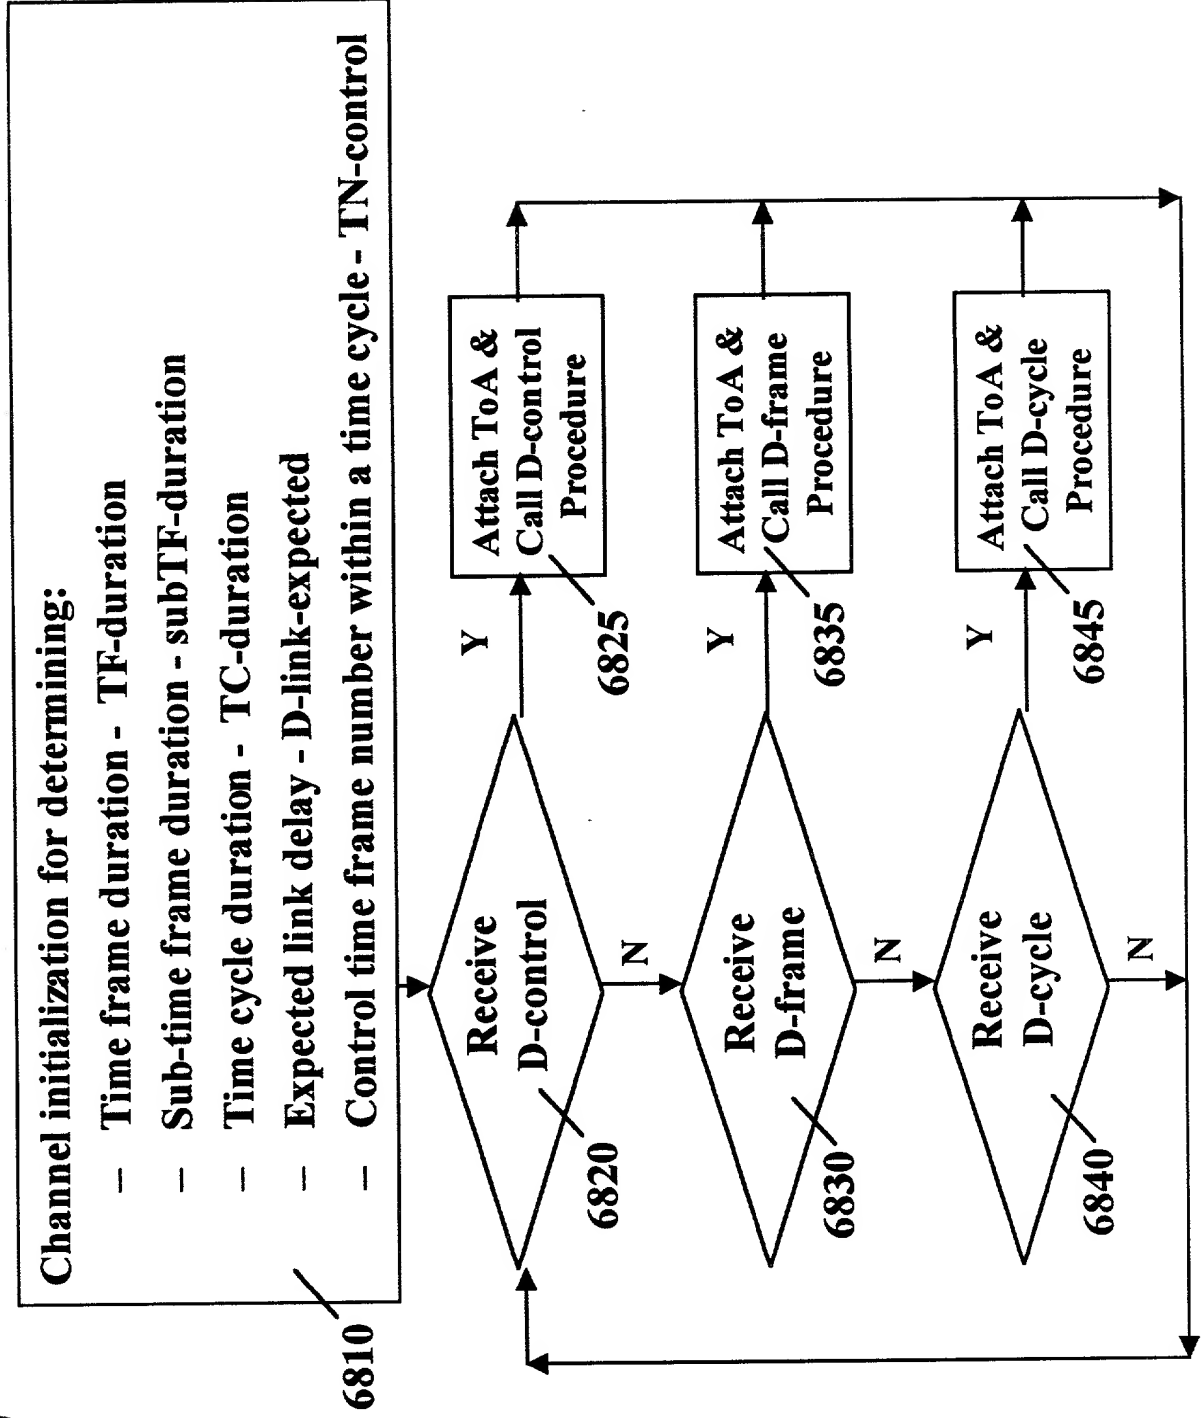 Channel initialization for determining:
– Time frame duration - TF-duration
– Sub-time frame duration - subTF-duration
– Time cycle duration - TC-duration
– Expected link delay - D-link-expected
– Control time frame number within a time cycle - TN-control
6810
Receive
D-control
6820
Y
N
Attach ToA &
Call D-control
Procedure
6825
Receive
D-frame
6830
Y
N
Attach ToA &
Call D-frame
Procedure
6835
Receive
D-cycle
6840
Y
N
Attach ToA &
Call D-cycle
Procedure
6845